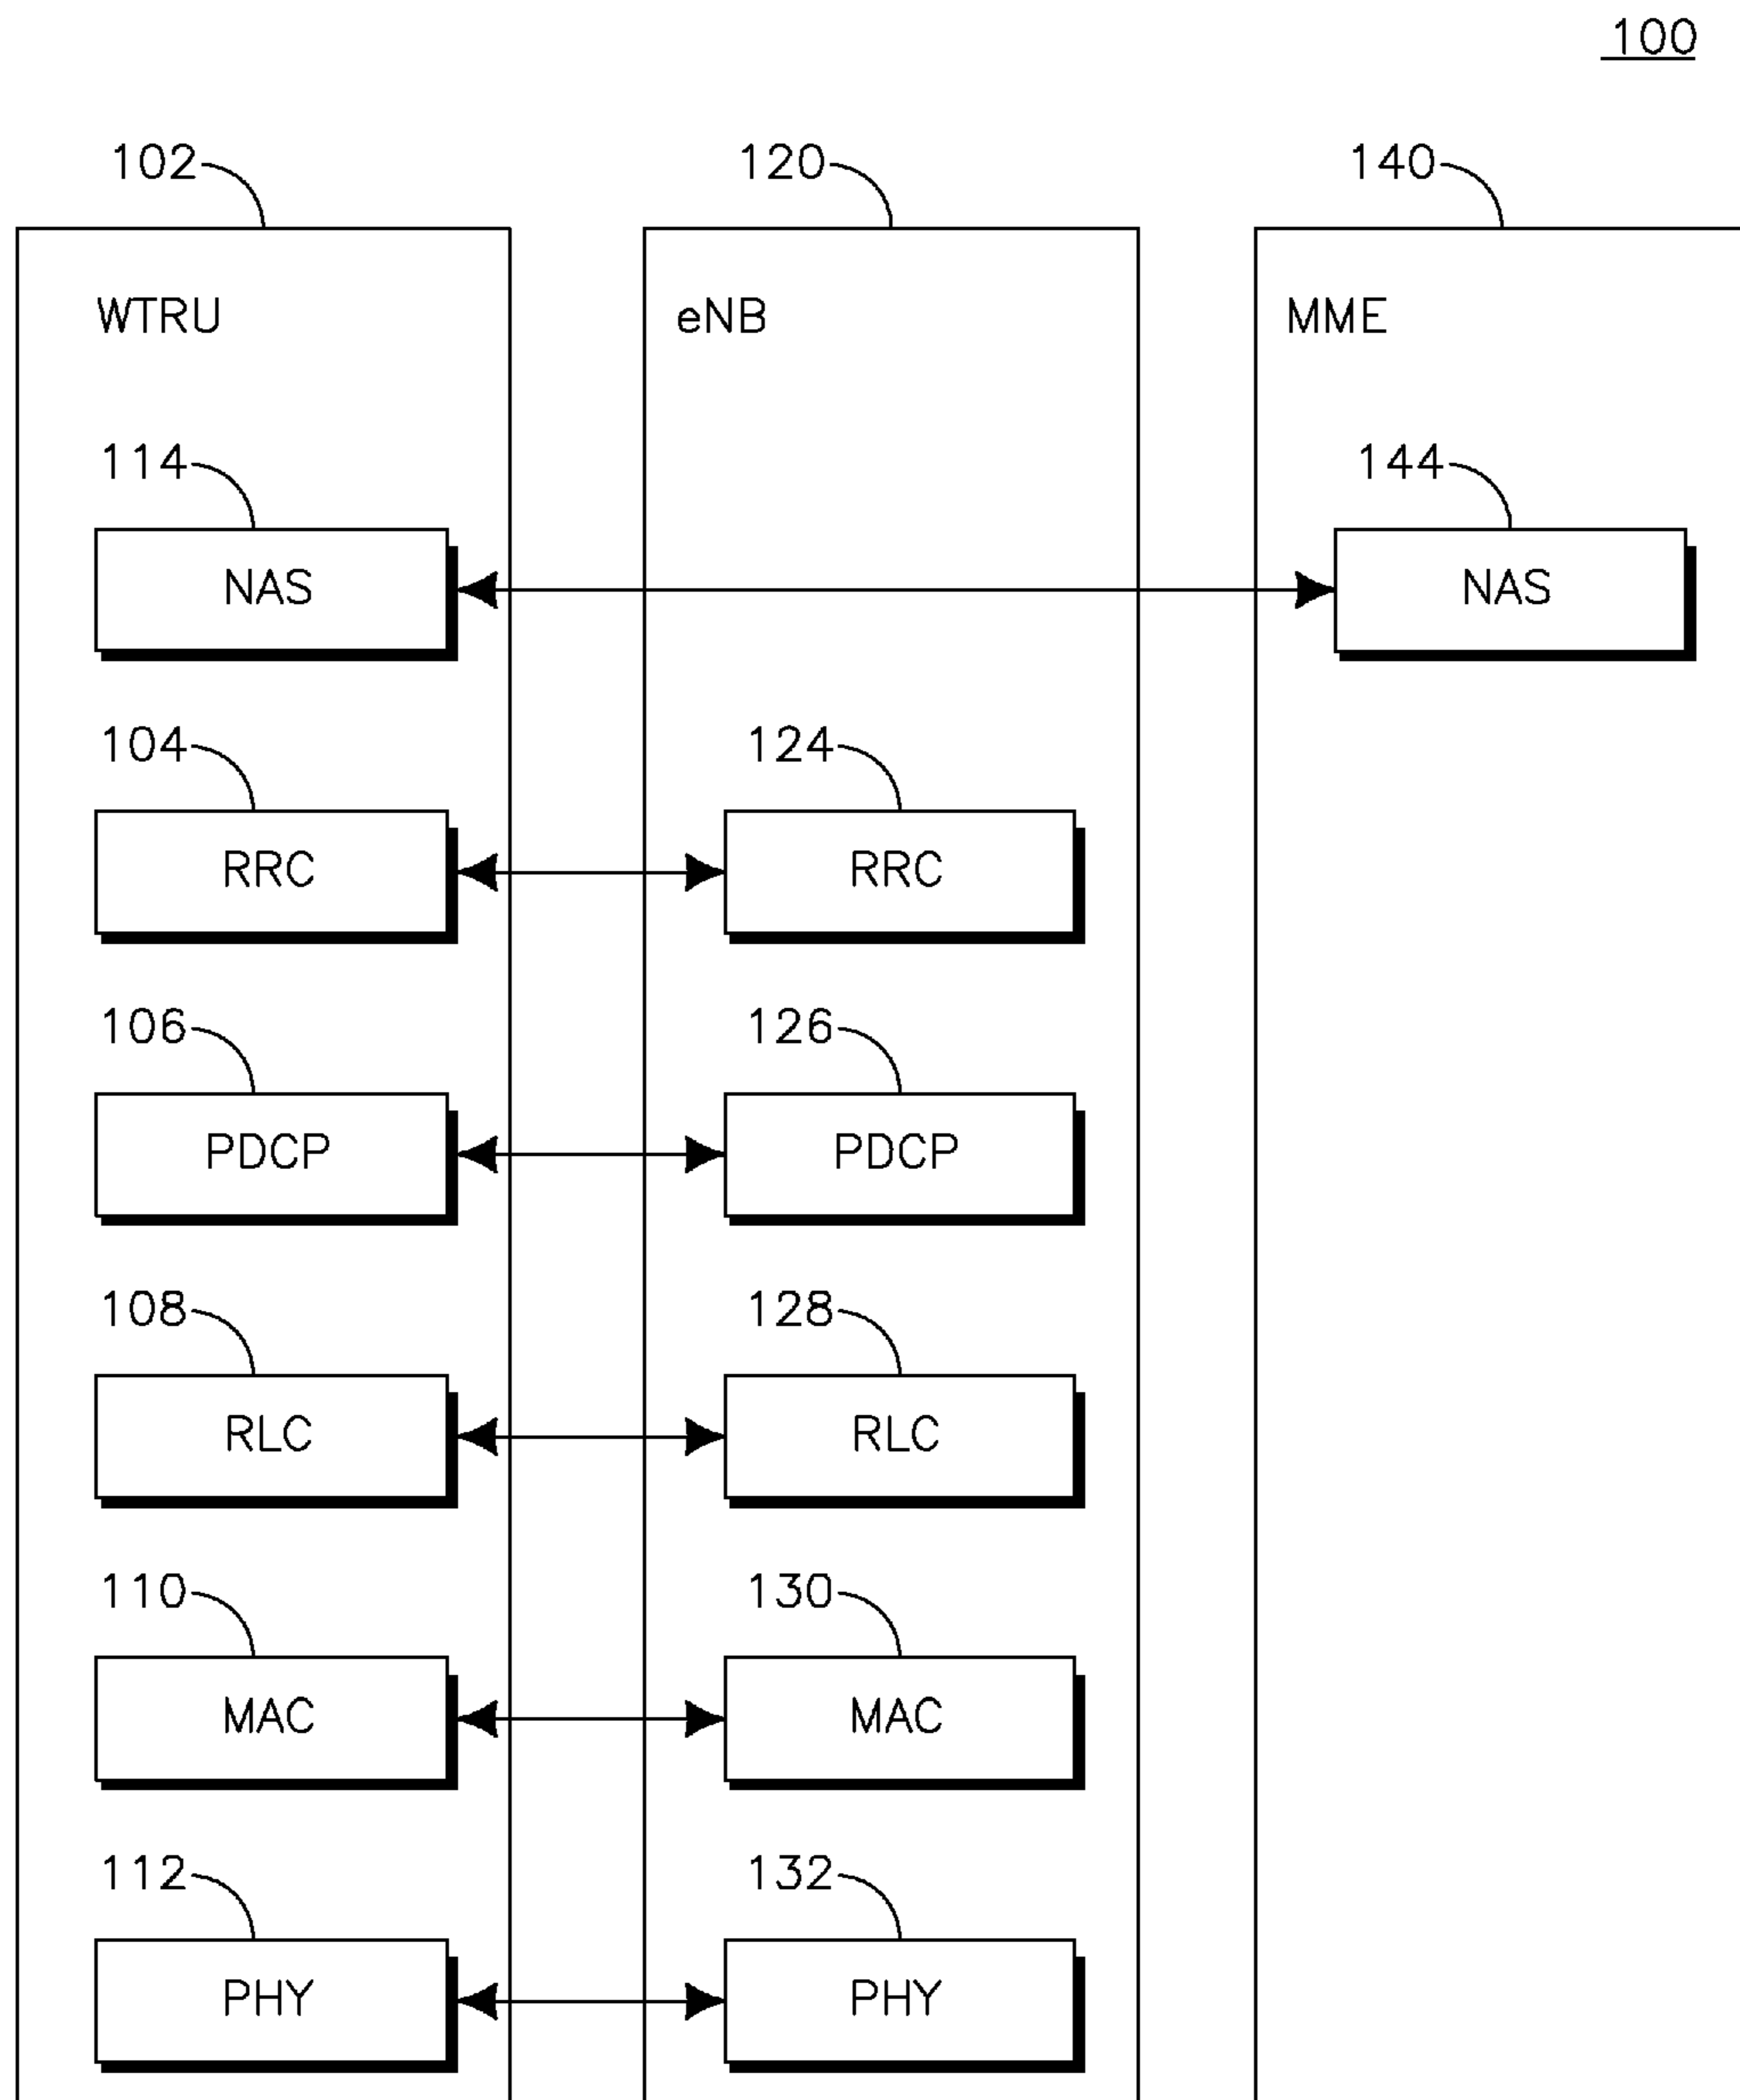 100
102 120 140
WTRU eNB MME
114 144
NAS NAS
104 124
RRC RRC
106 126
PDCP PDCP
108 128
RLC RLC
110 130
MAC MAC
112 132
PHY PHY